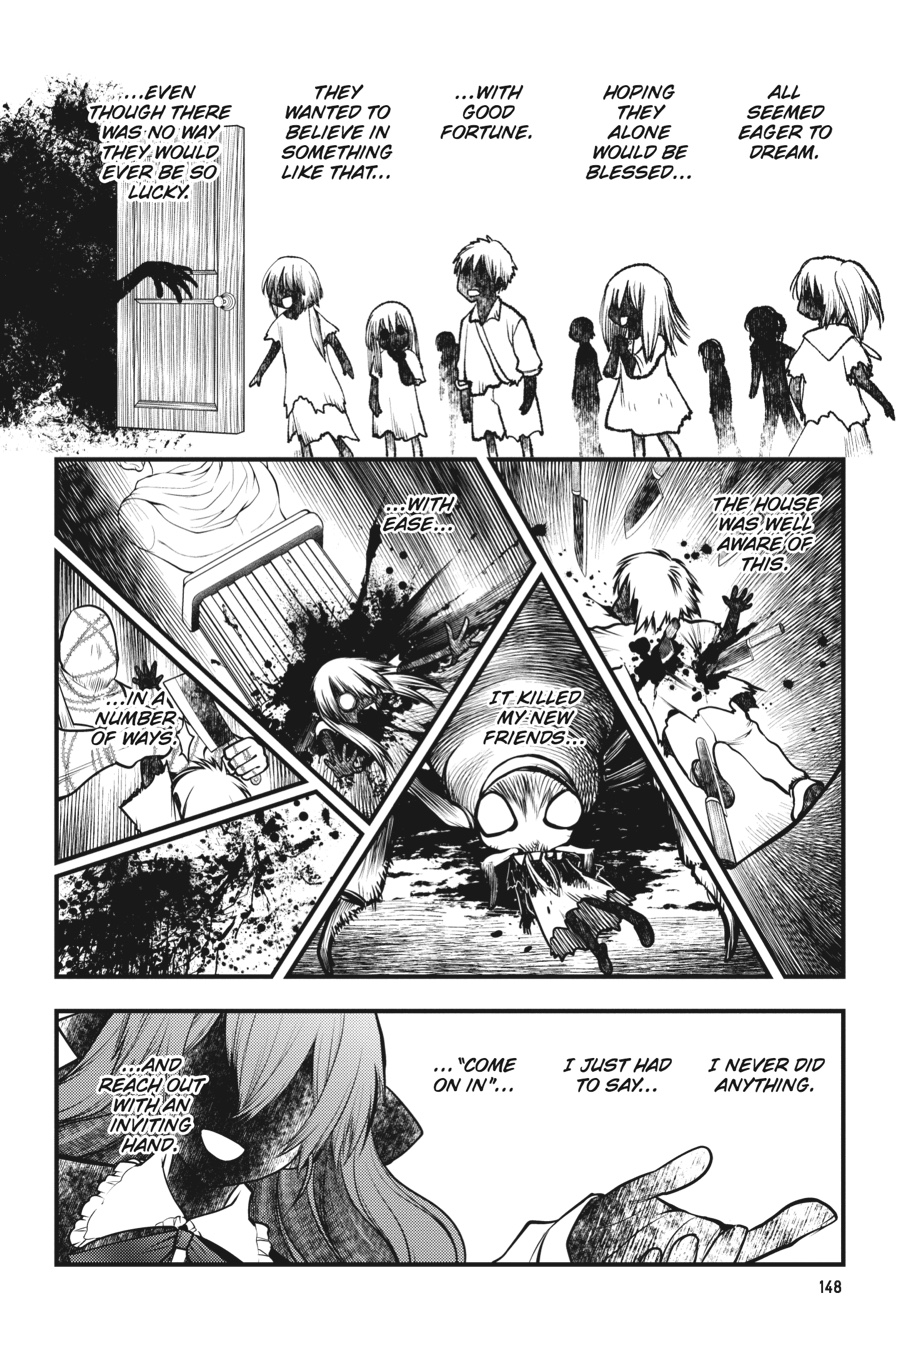 ALL
SEEMED
EAGER TO
DREAM.
HOPING
THEY
ALONE
WOULD BE
BLESSED...
...WITH
GOOD
FORTUNE.
THEY
WANTED TO
BELIEVE IN
SOMETHING
LIKE THAT...
...EVEN
THOUGH THERE
WAS NO WAY
THEY WOULD
EVER BE SO
LUCKY.
THE HOUSE
WAS WELL
AWARE OF
THIS.
IT KILLED
MY NEW
FRIENDS...
...WITH
EASE...
...IN A
NUMBER
OF WAYS.
I NEVER DID
ANYTHING.
I JUST HAD
TO SAY...
..."COME
ON IN"...
...AND
REACH OUT
WITH AN
INVITING
HAND.
148